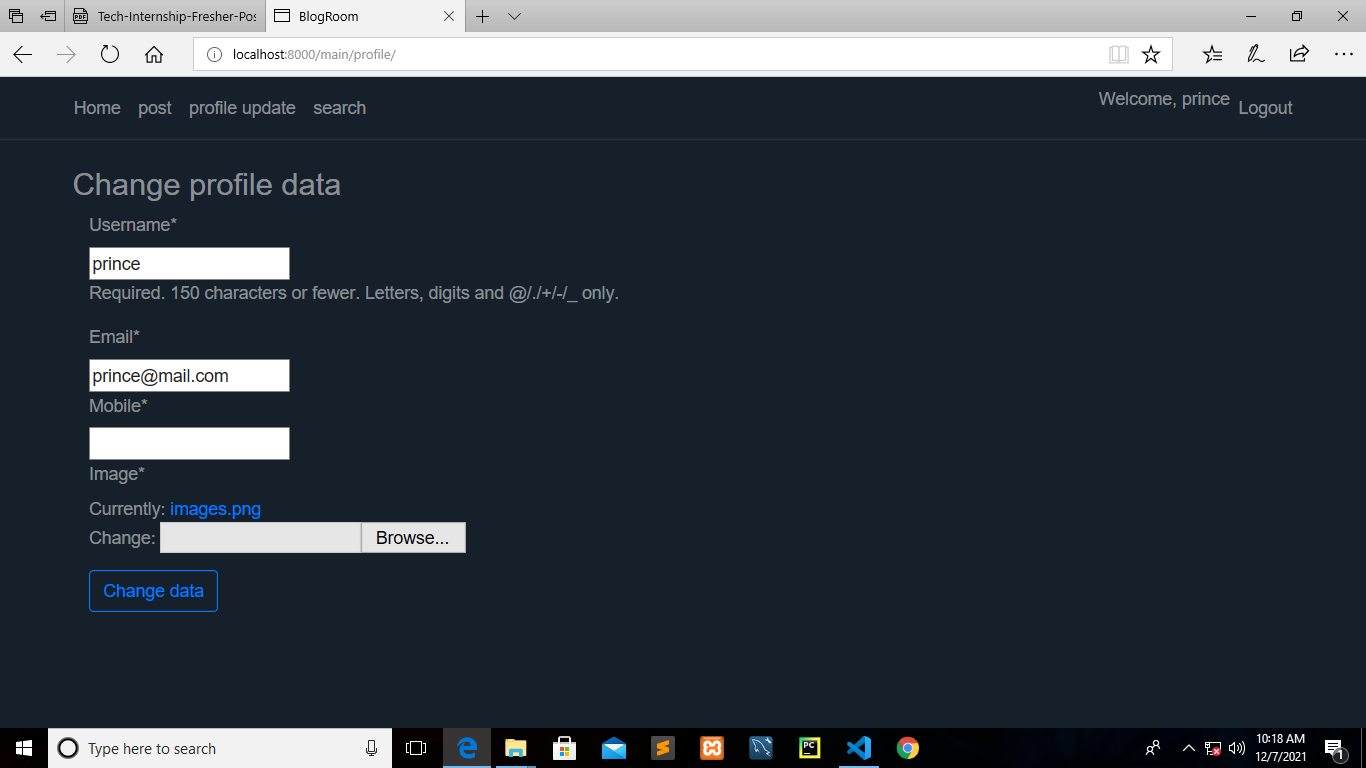 Tech-Internship-Fresher-Pos
BlogRoom
localhost:8000/main/profile/
Home post profile update search Welcome, prince Logout
Change profile data
Username*
prince
Required. 150 characters or fewer. Letters, digits and @/./+/-/_ only.
Email*
prince@mail.com
Mobile*
Image*
Currently: images.png
Change: Browse...
Change data
Type here to search
PC
10:18 AM
12/7/2021
1